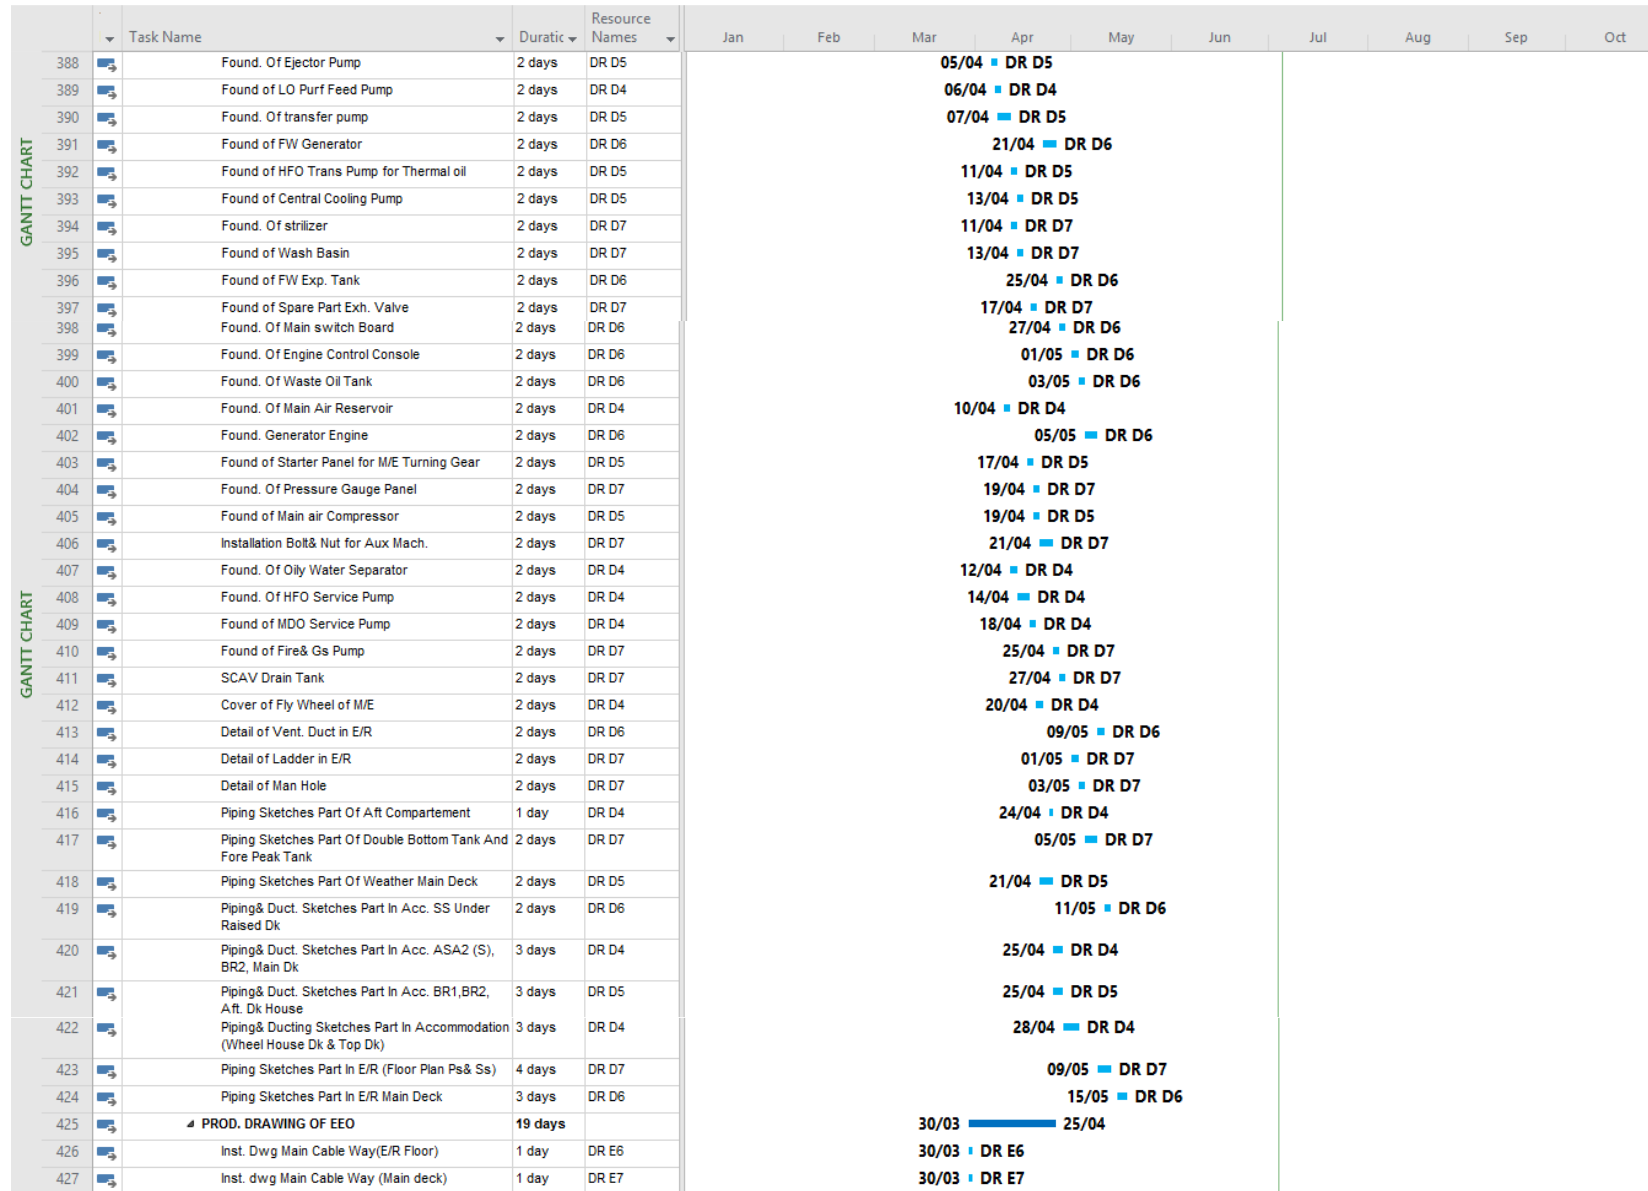 Resource
Task Name Duratic Names Jan Feb Mar Apr May Jun Jul Aug Sep Oct
GANTT CHART
388 Found. Of Ejector Pump 2 days DR D5 05/04 DR D5
389 Found of LO Purf Feed Pump 2 days DR D4 06/04 DR D4
390 Found. Of transfer pump 2 days DR D5 07/04 DR D5
391 Found of FW Generator 2 days DR D6 21/04 DR D6
392 Found of HFO Trans Pump for Thermal oil 2 days DR D5 11/04 DR D5
393 Found of Central Cooling Pump 2 days DR D5 13/04 DR D5
394 Found. Of strilizer 2 days DR D7 11/04 DR D7
395 Found of Wash Basin 2 days DR D7 13/04 DR D7
396 Found of FW Exp. Tank 2 days DR D6 25/04 DR D6
397 Found of Spare Part Exh. Valve 2 days DR D7 17/04 DR D7
398 Found. Of Main switch Board 2 days DR D6 27/04 DR D6
399 Found. Of Engine Control Console 2 days DR D6 01/05 DR D6
400 Found. Of Waste Oil Tank 2 days DR D6 03/05 DR D6
401 Found. Of Main Air Reservoir 2 days DR D4 10/04 DR D4
402 Found. Generator Engine 2 days DR D6 05/05 DR D6
403 Found of Starter Panel for M/E Turning Gear 2 days DR D5 17/04 DR D5
404 Found. Of Pressure Gauge Panel 2 days DR D7 19/04 DR D7
405 Found of Main air Compressor 2 days DR D5 19/04 DR D5
406 Installation Bolt& Nut for Aux Mach. 2 days DR D7 21/04 DR D7
407 Found. Of Oily Water Separator 2 days DR D4 12/04 DR D4
GANTT CHART
408 Found. Of HFO Service Pump 2 days DR D4 14/04 DR D4
409 Found of MDO Service Pump 2 days DR D4 18/04 DR D4
410 Found of Fire& Gs Pump 2 days DR D7 25/04 DR D7
411 SCAV Drain Tank 2 days DR D7 27/04 DR D7
412 Cover of Fly Wheel of M/E 2 days DR D4 20/04 DR D4
413 Detail of Vent. Duct in E/R 2 days DR D6 09/05 DR D6
414 Detail of Ladder in E/R 2 days DR D7 01/05 DR D7
415 Detail of Man Hole 2 days DR D7 03/05 DR D7
416 Piping Sketches Part Of Aft Compartement 1 day DR D4 24/04 DR D4
417 Piping Sketches Part Of Double Bottom Tank And 2 days DR D7 05/05 DR D7
Fore Peak Tank
418 Piping Sketches Part Of Weather Main Deck 2 days DR D5 21/04 DR D5
419 Piping& Duct. Sketches Part In Acc. SS Under 2 days DR D6 11/05 DR D6
Raised Dk
420 Piping& Duct. Sketches Part In Acc. ASA2 (S), 3 days DR D4 25/04 DR D4
BR2, Main Dk
421 Piping& Duct. Sketches Part In Acc. BR1,BR2, 3 days DR D5 25/04 DR D5
Aft. Dk House
422 Piping& Ducting Sketches Part In Accommodation 3 days DR D4 28/04 DR D4
(Wheel House Dk & Top Dk)
423 Piping Sketches Part In E/R (Floor Plan Ps& Ss) 4 days DR D7 09/05 DR D7
424 Piping Sketches Part In E/R Main Deck 3 days DR D6 15/05 DR D6
425 PROD. DRAWING OF EEO 19 days 30/03 25/04
426 Inst. Dwg Main Cable Way(E/R Floor) 1 day DR E6 30/03 DR E6
427 Inst. dwg Main Cable Way (Main deck) 1 day DR E7 30/03 DR E7